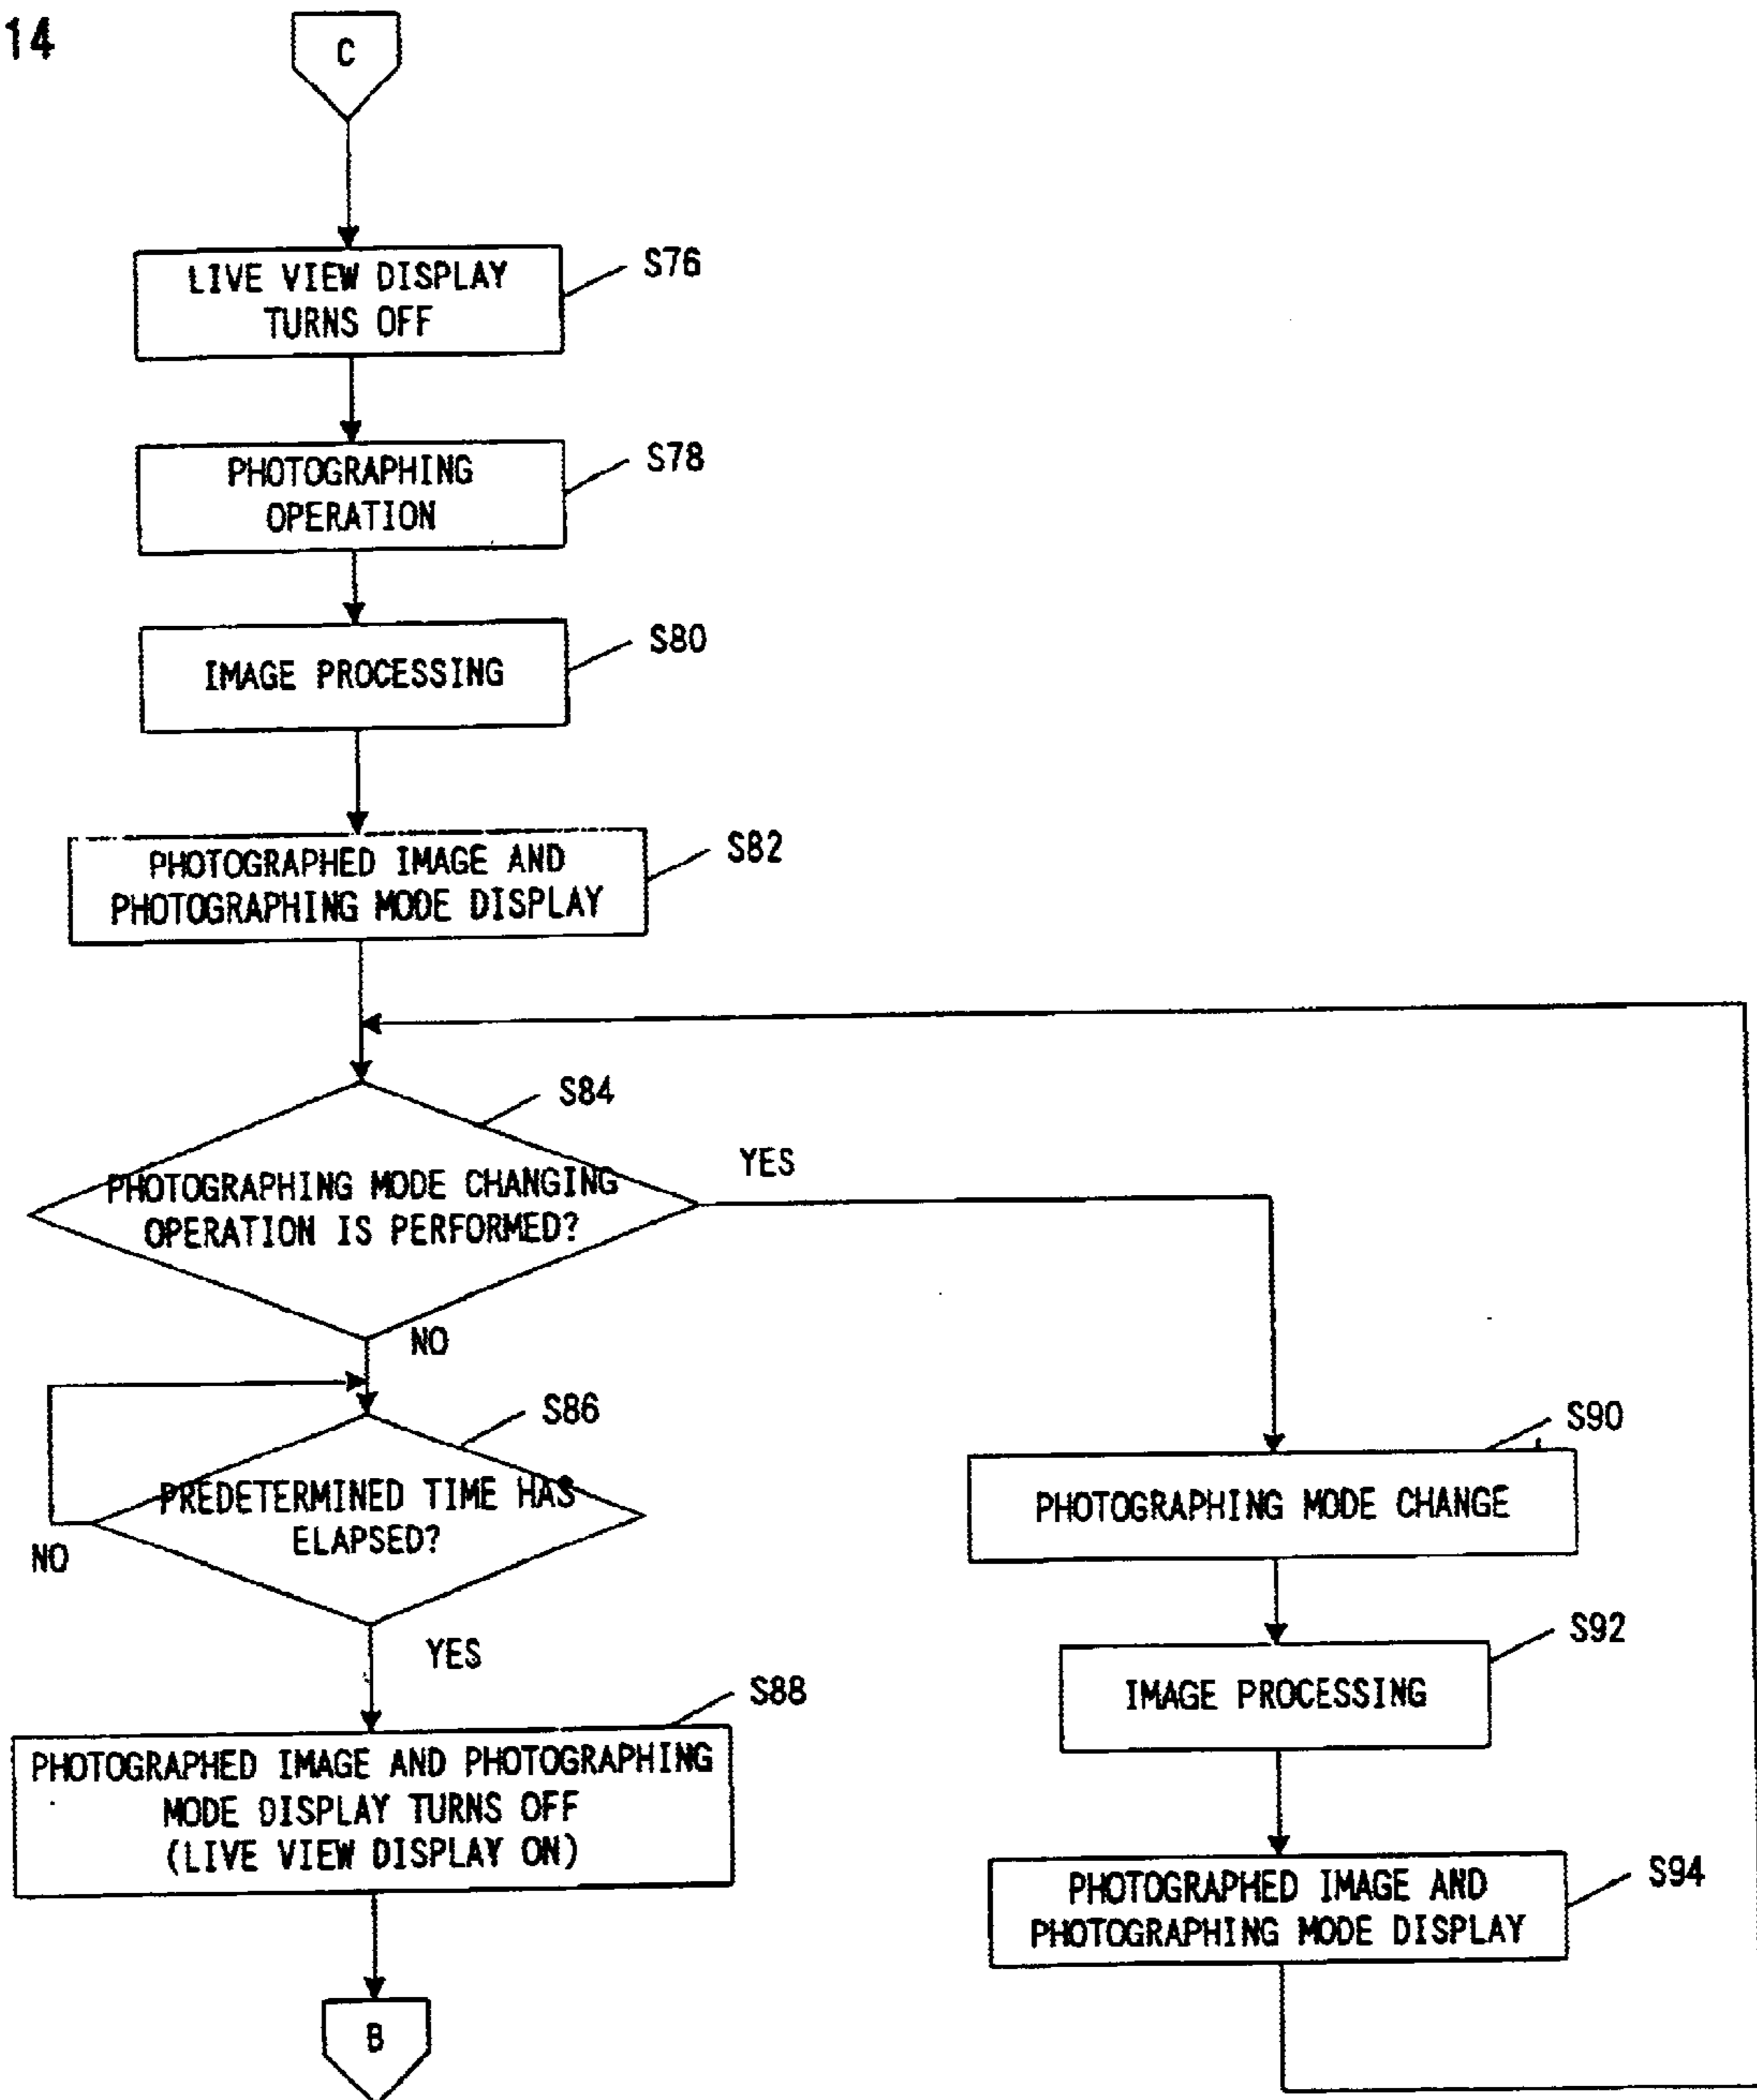 14
C
LIVE VIEW DISPLAY
TURNS OFF
S76
PHOTOGRAPHING
OPERATION
S78
IMAGE PROCESSING
S80
PHOTOGRAPHED IMAGE AND
PHOTOGRAPHING MODE DISPLAY
S82
S84
PHOTOGRAPHING MODE CHANGING
OPERATION IS PERFORMED?
YES
NO
S86
PREDETERMINED TIME HAS
ELAPSED?
NO
YES
S88
PHOTOGRAPHED IMAGE AND PHOTOGRAPHING
MODE DISPLAY TURNS OFF
(LIVE VIEW DISPLAY ON)
B
S90
PHOTOGRAPHING MODE CHANGE
S92
IMAGE PROCESSING
S94
PHOTOGRAPHED IMAGE AND
PHOTOGRAPHING MODE DISPLAY